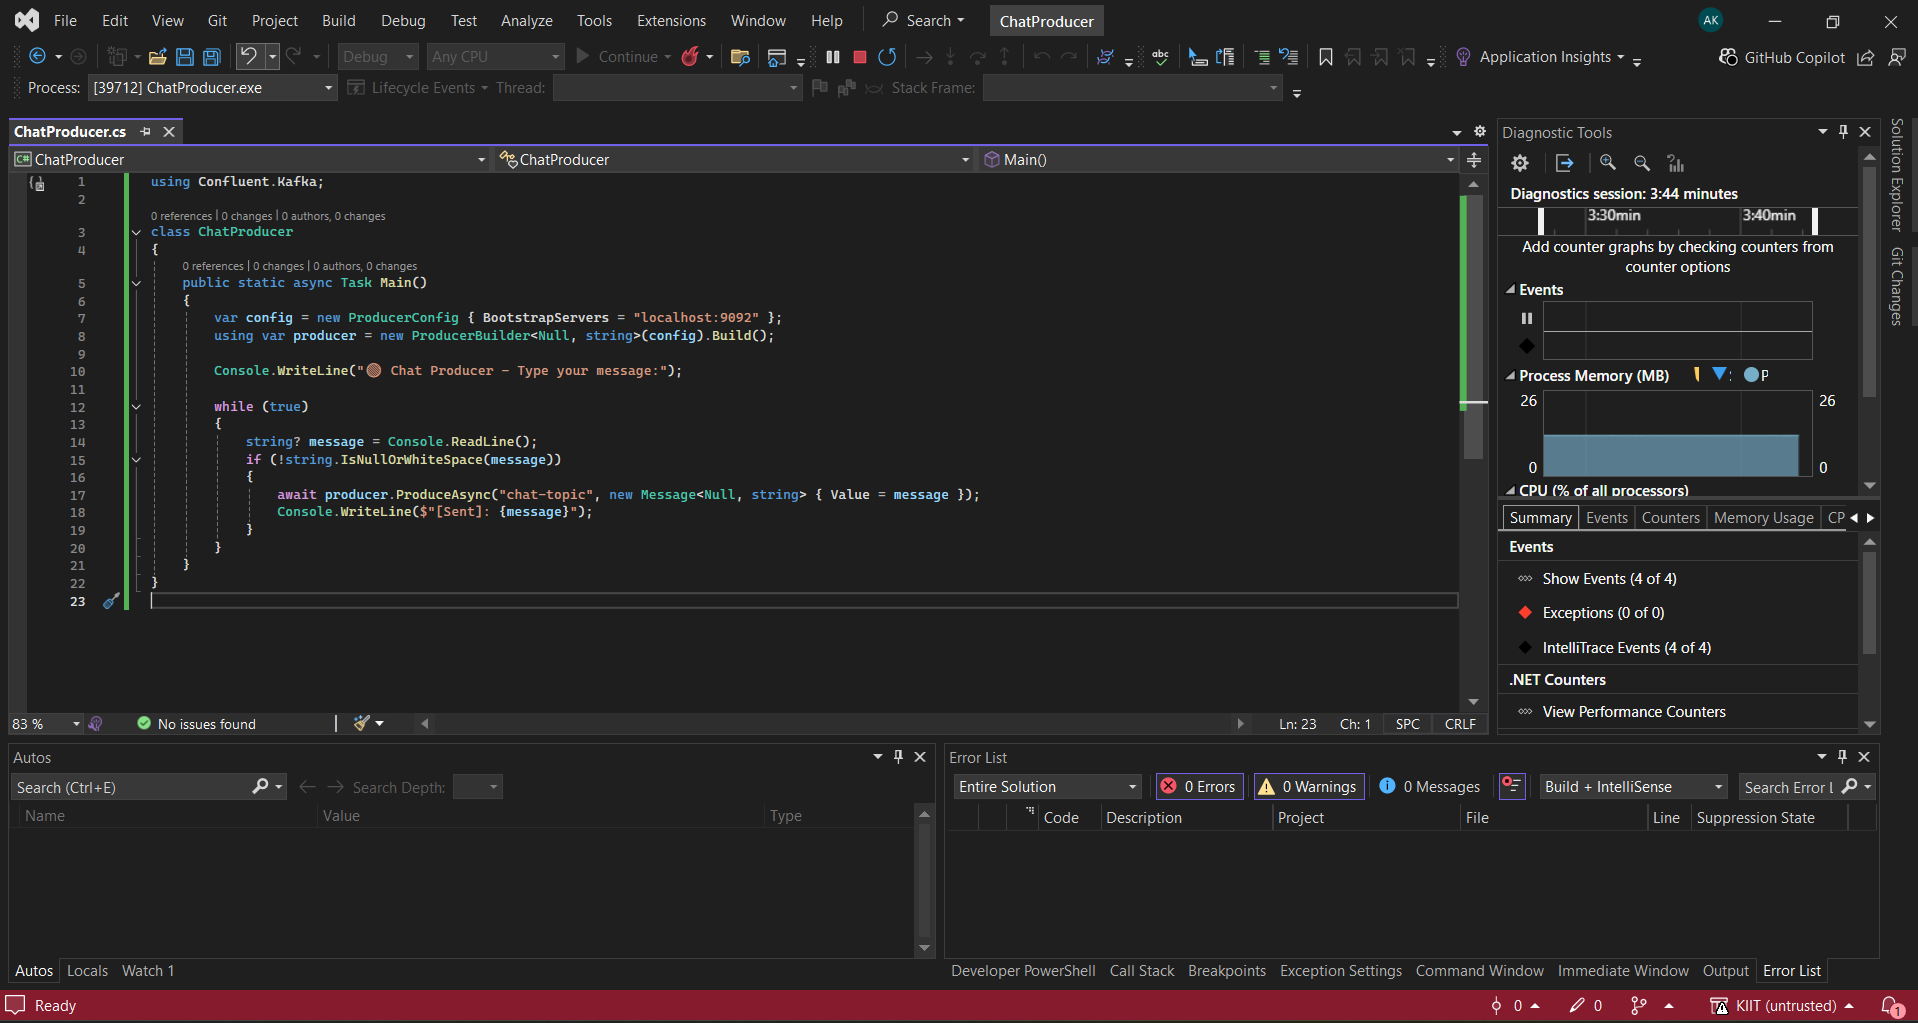 File Edit View Git Project Build Debug Test Analyze Tools Extensions Window Help Search ChatProducer AK
Debug Any CPU Continue Application Insights GitHub Copilot
Process: [39712] ChatProducer.exe Lifecycle Events Thread: Stack Frame:
ChatProducer.cs
C# ChatProducer ChatProducer Main()
1 using Confluent.Kafka;
2
0 references | 0 changes | 0 authors, 0 changes
3 class ChatProducer
4 {
0 references | 0 changes | 0 authors, 0 changes
5 public static async Task Main()
6 {
7 var config = new ProducerConfig { BootstrapServers = "localhost:9092" };
8 using var producer = new ProducerBuilder<Null, string>(config).Build();
9
10 Console.WriteLine("🟤 Chat Producer - Type your message:");
11
12 while (true)
13 {
14 string? message = Console.ReadLine();
15 if (!string.IsNullOrWhiteSpace(message))
16 {
17 await producer.ProduceAsync("chat-topic", new Message<Null, string> { Value = message });
18 Console.WriteLine($"[Sent]: {message}");
19 }
20 }
21 }
22 }
23
83 % No issues found Ln: 23 Ch: 1 SPC CRLF
Diagnostic Tools
Diagnostics session: 3:44 minutes
3:30min 3:40min
Add counter graphs by checking counters from
counter options
Events
Process Memory (MB) P
26 26
0 0
CPU (% of all processors)
Summary Events Counters Memory Usage CP
Events
Show Events (4 of 4)
Exceptions (0 of 0)
IntelliTrace Events (4 of 4)
.NET Counters
View Performance Counters
Solution Explorer
Git Changes
Autos
Search (Ctrl+E) Search Depth:
Name Value Type
Autos Locals Watch 1
Error List
Entire Solution 0 Errors 0 Warnings 0 Messages Build + IntelliSense Search Error L
Code Description Project File Line Suppression State
Developer PowerShell Call Stack Breakpoints Exception Settings Command Window Immediate Window Output Error List
Ready 0 0 KIIT (untrusted) 1